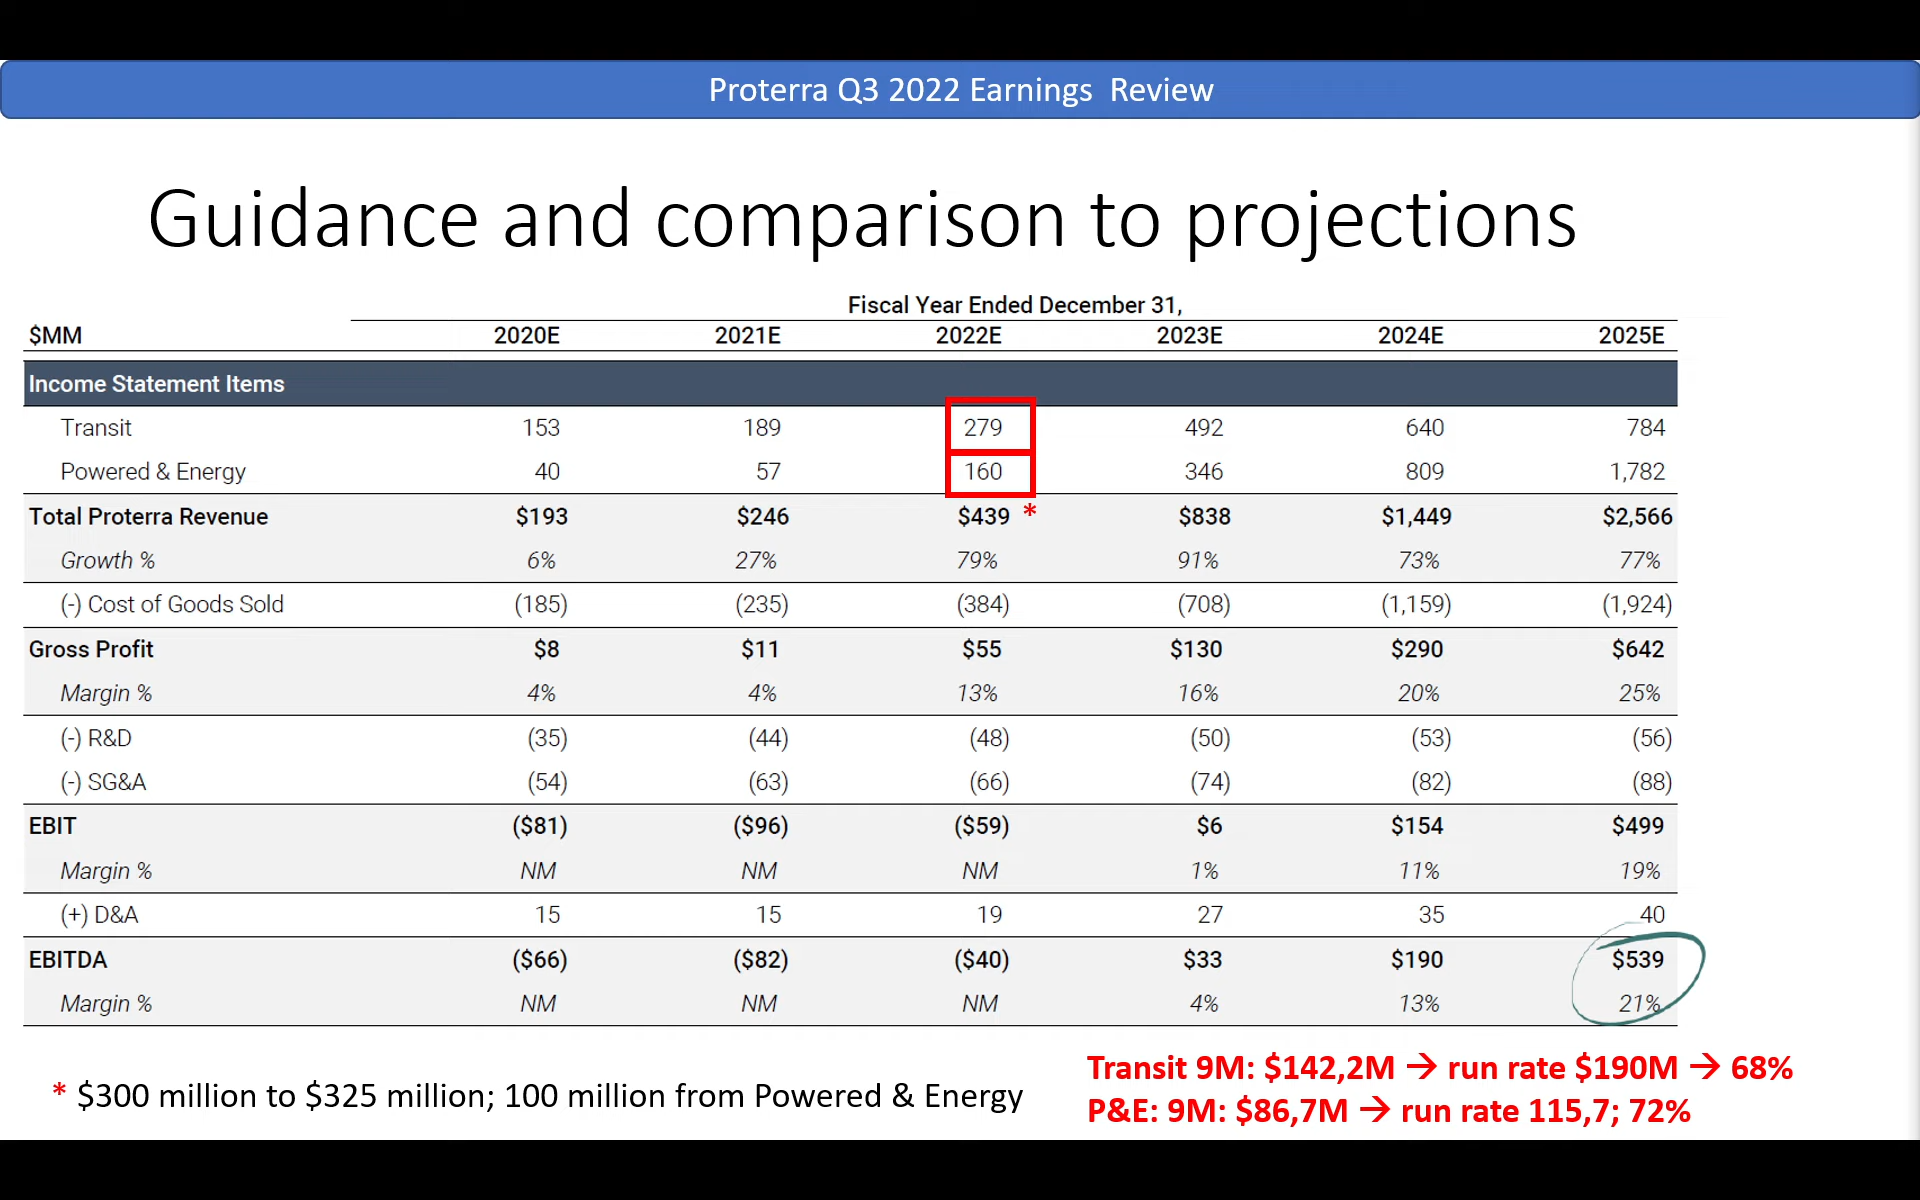 Proterra Q3 2022 Earnings  Review
Guidance and comparison to projections
Fiscal Year Ended December 31,
$MM 2020E 2021E 2022E 2023E 2024E 2025E
Income Statement Items
Transit 153 189 279 492 640 784
Powered & Energy 40 57 160 346 809 1,782
Total Proterra Revenue $193 $246 $439 * $838 $1,449 $2,566
Growth % 6% 27% 79% 91% 73% 77%
(-) Cost of Goods Sold (185) (235) (384) (708) (1,159) (1,924)
Gross Profit $8 $11 $55 $130 $290 $642
Margin % 4% 4% 13% 16% 20% 25%
(-) R&D (35) (44) (48) (50) (53) (56)
(-) SG&A (54) (63) (66) (74) (82) (88)
EBIT ($81) ($96) ($59) $6 $154 $499
Margin % NM NM NM 1% 11% 19%
(+) D&A 15 15 19 27 35 40
EBITDA ($66) ($82) ($40) $33 $190 $539
Margin % NM NM NM 4% 13% 21%
* $300 million to $325 million; 100 million from Powered & Energy
Transit 9M: $142,2M → run rate $190M → 68%
P&E: 9M: $86,7M → run rate 115,7; 72%